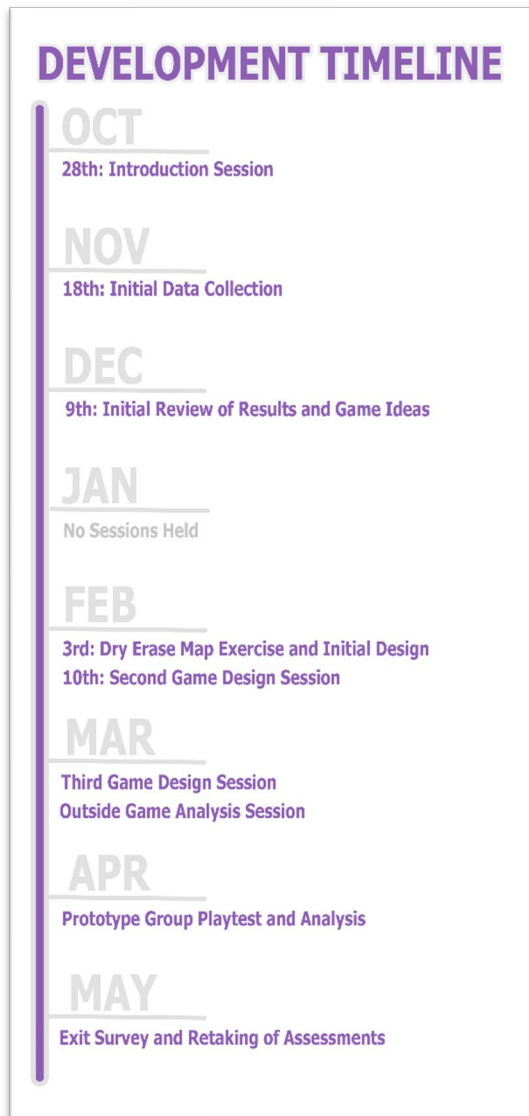 DEVELOPMENT TIMELINE
OCT
28th: Introduction Session
NOV
18th: Initial Data Collection
DEC
9th: Initial Review of Results and Game Ideas
JAN
No Sessions Held
FEB
3rd: Dry Erase Map Exercise and Initial Design
10th: Second Game Design Session
MAR
Third Game Design Session
Outside Game Analysis Session
APR
Prototype Group Playtest and Analysis
MAY
Exit Survey and Retaking of Assessments